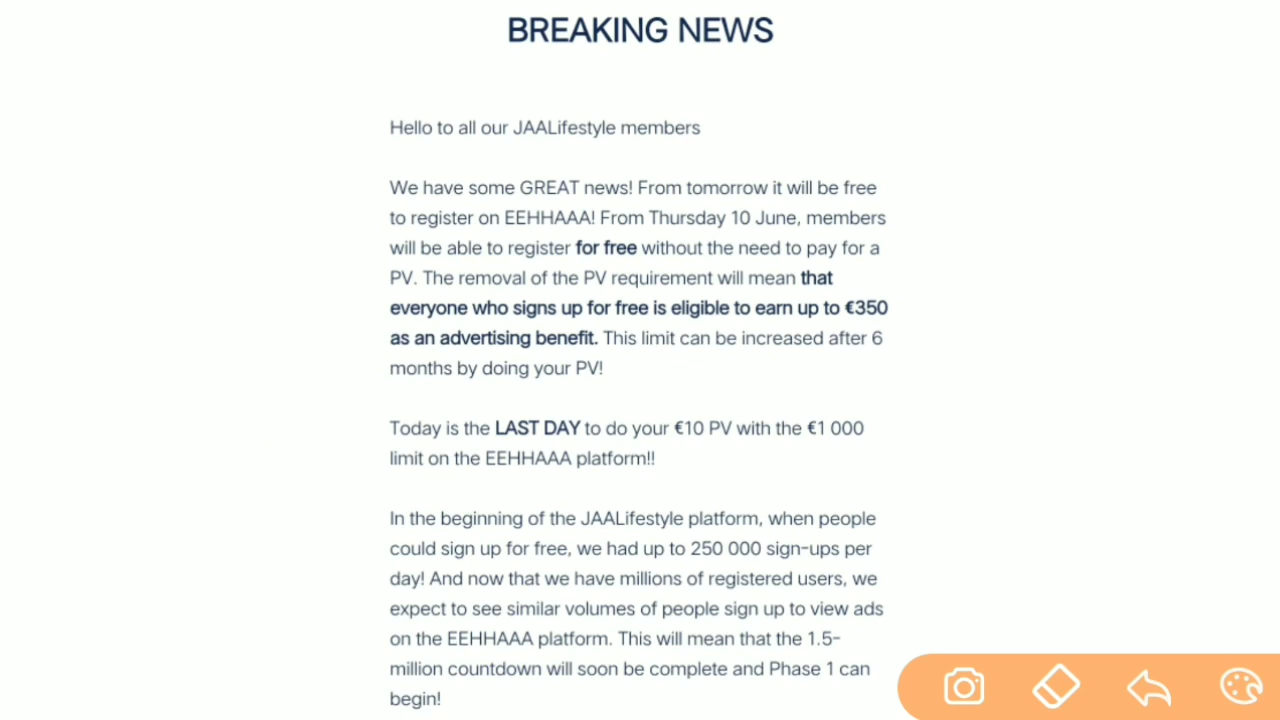 BREAKING NEWS
Hello to all our JAALifestyle members
We have some GREAT news! From tomorrow it will be free
to register on EEHHAAA! From Thursday 10 June, members
will be able to register for free without the need to pay for a
PV. The removal of the PV requirement will mean that
everyone who signs up for free is eligible to earn up to €350
as an advertising benefit. This limit can be increased after 6
months by doing your PV!
Today is the LAST DAY to do your €10 PV with the €1 000
limit on the EEHHAAA platform!!
In the beginning of the JAALifestyle platform, when people
could sign up for free, we had up to 250 000 sign-ups per
day! And now that we have millions of registered users, we
expect to see similar volumes of people sign up to view ads
on the EEHHAAA platform. This will mean that the 1.5-
million countdown will soon be complete and Phase 1 can
begin!